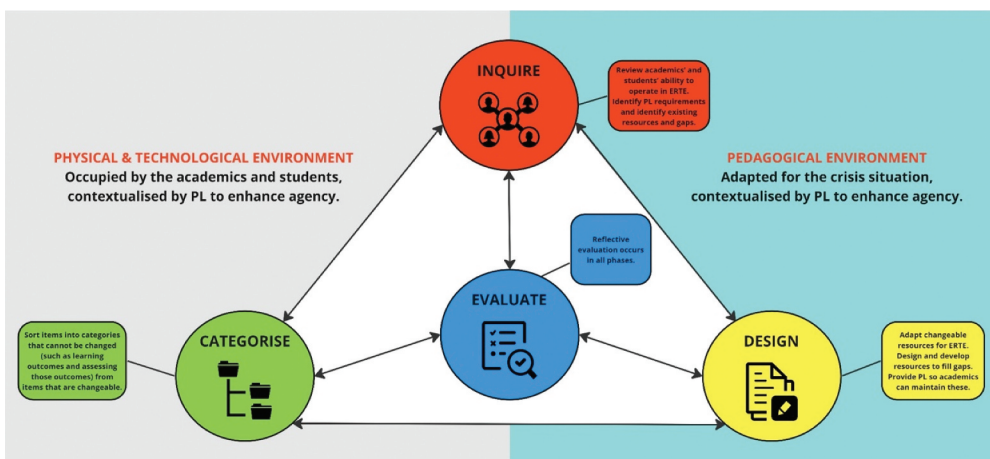 INQUIRE
Review academics' and
students' ability to
operate in ERTE.
Identify PL requirements
and identify existing
resources and gaps.
PHYSICAL & TECHNOLOGICAL ENVIRONMENT
Occupied by the academics and students,
contextualised by PL to enhance agency.
PEDAGOGICAL ENVIRONMENT
Adapted for the crisis situation,
contextualised by PL to enhance agency.
Reflective
evaluation occurs
in all phases.
EVALUATE
Sort items into categories
that cannot be changed
(such as learning
outcomes and assessing
those outcomes) from
items that are changeable.
CATEGORISE
DESIGN
Adapt changeable
resources for ERTE.
Design and develop
resources to fill gaps.
Provide PL so academics
can maintain these.